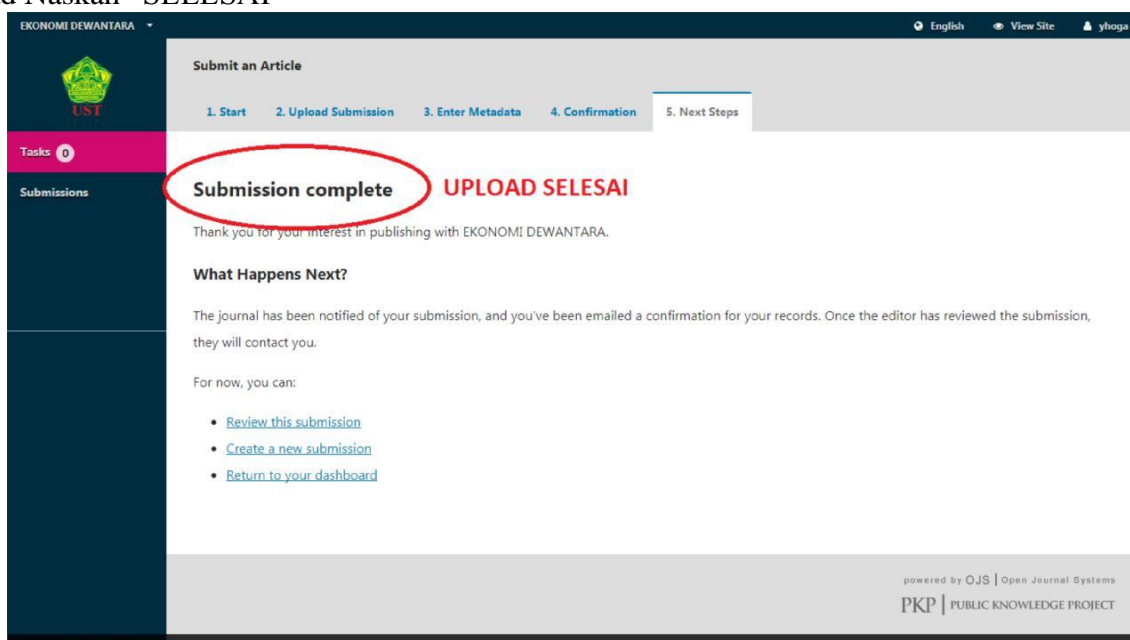 Naskah SELESAI
EKONOMI DEWANTARA
English View Site yhoga
UST
Submit an Article
1. Start 2. Upload Submission 3. Enter Metadata 4. Confirmation 5. Next Steps
Tasks 0
Submissions
Submission complete UPLOAD SELESAI
Thank you for your interest in publishing with EKONOMI DEWANTARA.
What Happens Next?
The journal has been notified of your submission, and you've been emailed a confirmation for your records. Once the editor has reviewed the submission,
they will contact you.
For now, you can:
Review this submission
Create a new submission
Return to your dashboard
powered by OJS | Open Journal Systems
PKP | PUBLIC KNOWLEDGE PROJECT